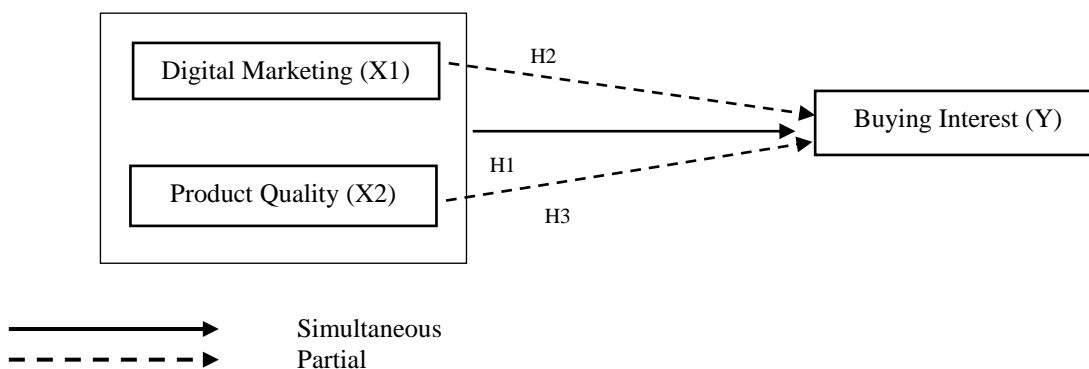 Digital Marketing (X1)
H2
Buying Interest (Y)
H1
Product Quality (X2)
H3
Simultaneous
Partial